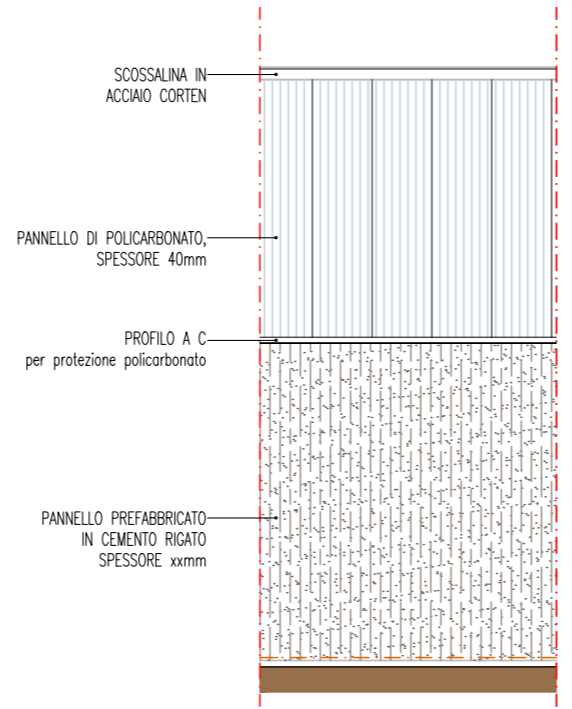 SCOSSALINA IN
ACCIAIO CORTEN
PANNELLO DI POLICARBONATO,
SPESSORE 40mm
PROFILO A C
per protezione policarbonato
PANNELLO PREFABBRICATO
IN CEMENTO RIGATO
SPESSORE xxmm